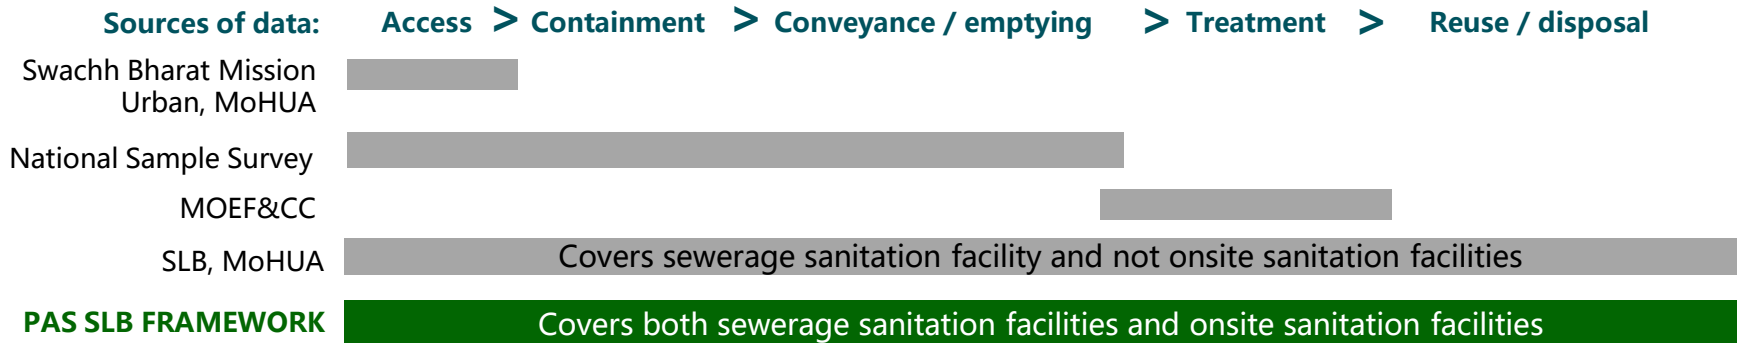 Sources of data: Access > Containment > Conveyance / emptying > Treatment > Reuse / disposal
Swachh Bharat Mission
Urban, MoHUA
National Sample Survey
MOEF&CC
SLB, MoHUA Covers sewerage sanitation facility and not onsite sanitation facilities
PAS SLB FRAMEWORK Covers both sewerage sanitation facilities and onsite sanitation facilities